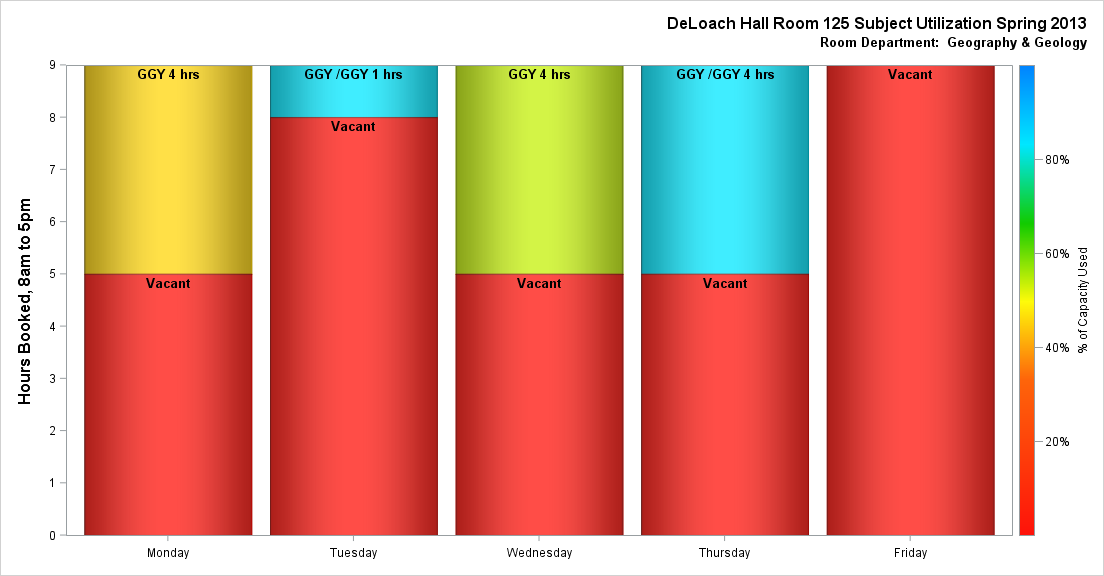 DeLoach Hall Room 125 Subject Utilization Spring 2013
Room Department:  Geography & Geology
Hours Booked, 8am to 5pm
9
8
7
6
5
4
3
2
1
0
GGY 4 hrs
Vacant
GGY /GGY 1 hrs
Vacant
GGY 4 hrs
Vacant
GGY /GGY 4 hrs
Vacant
Vacant
Monday
Tuesday
Wednesday
Thursday
Friday
80%
60%
40%
20%
% of Capacity Used